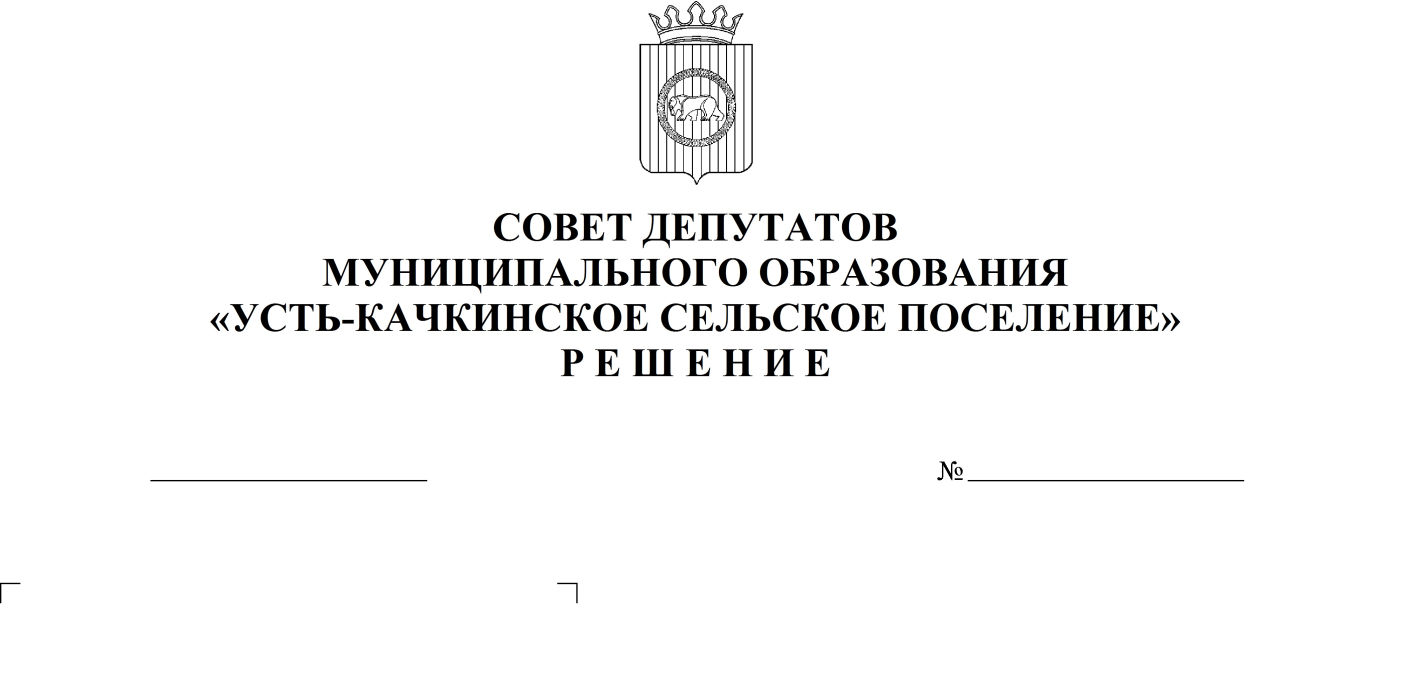 СОВЕТ ДЕПУТАТОВ
МУНИЦИПАЛЬНОГО ОБРАЗОВАНИЯ
«УСТЬ-КАЧКИНСКОЕ СЕЛЬСКОЕ ПОСЕЛЕНИЕ»
Р Е Ш Е Н И Е
№